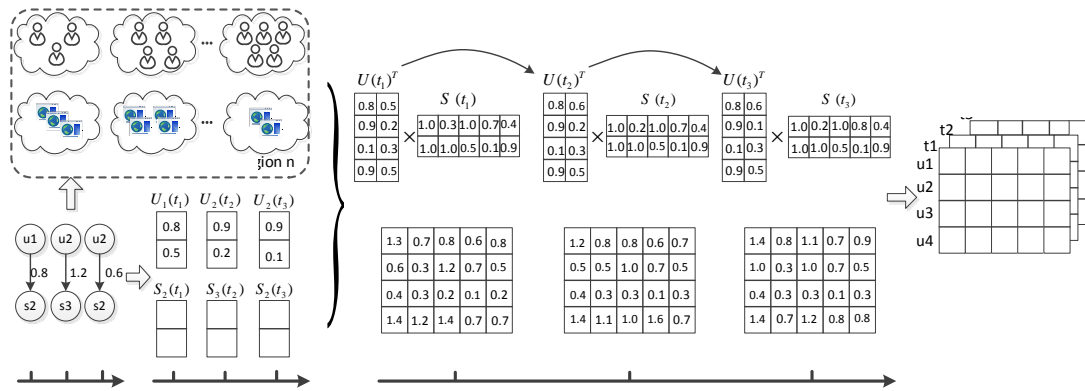 ...
...
gion n
u1 u2 u2
0.8 1.2 0.6
s2 s3 s2
U₁(t₁) U₂(t₂) U₂(t₃)
0.8 0.9 0.9
0.5 0.2 0.1
S₂(t₁) S₃(t₂) S₂(t₃)
U(t₁)ᵀ
0.8 0.5
0.9 0.2
0.1 0.3
0.9 0.5
×
S (t₁)
1.0 0.3 1.0 0.7 0.4
1.0 1.0 0.5 0.1 0.9
U(t₂)ᵀ
0.8 0.6
0.9 0.2
0.1 0.3
0.9 0.5
×
S (t₂)
1.0 0.2 1.0 0.7 0.4
1.0 1.0 0.5 0.1 0.9
U(t₃)ᵀ
0.8 0.6
0.9 0.1
0.1 0.3
0.9 0.5
×
S (t₃)
1.0 0.2 1.0 0.8 0.4
1.0 1.0 0.5 0.1 0.9
1.3 0.7 0.8 0.6 0.8
0.6 0.3 1.2 0.7 0.5
0.4 0.3 0.2 0.1 0.2
1.4 1.2 1.4 0.7 0.7
1.2 0.8 0.8 0.6 0.7
0.5 0.5 1.0 0.7 0.5
0.4 0.3 0.3 0.1 0.3
1.4 1.1 1.0 1.6 0.7
1.4 0.8 1.1 0.7 0.9
1.0 0.3 1.0 0.7 0.5
0.4 0.3 0.3 0.1 0.3
1.4 0.7 1.2 0.8 0.8
t2
t1
u1
u2
u3
u4